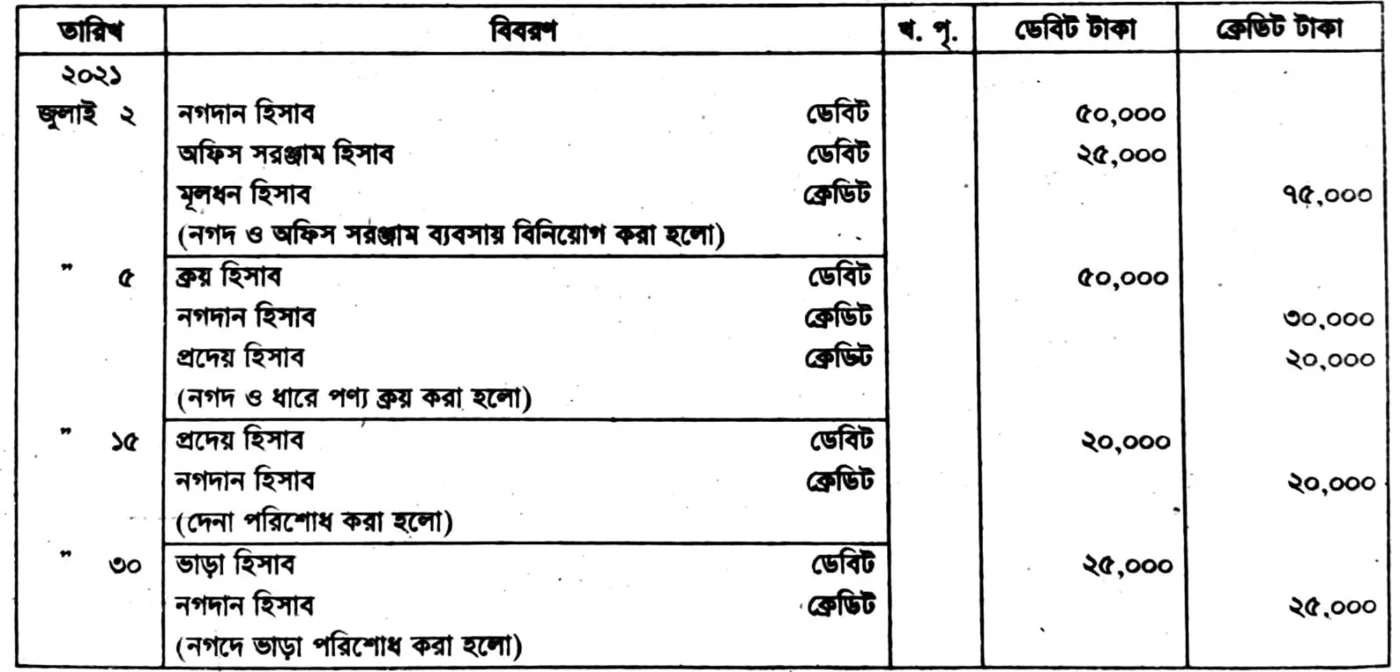 তারিখ বিবরণ খ. পৃ. ডেবিট টাকা ক্রেডিট টাকা
২০২১
জুলাই ২ নগদান হিসাব ডেবিট ৫০,০০০
অফিস সরঞ্জাম হিসাব ডেবিট ২৫,০০০
মূলধন হিসাব ক্রেডিট ৭৫,০০০
(নগদ ও অফিস সরঞ্জাম ব্যবসায় বিনিয়োগ করা হলো)
” ৫ ক্রয় হিসাব ডেবিট ৫০,০০০
নগদান হিসাব ক্রেডিট ৩০,০০০
প্রদেয় হিসাব ক্রেডিট ২০,০০০
(নগদ ও ধারে পণ্য ক্রয় করা হলো)
” ১৫ প্রদেয় হিসাব ডেবিট ২০,০০০
নগদান হিসাব ক্রেডিট ২০,০০০
(দেনা পরিশোধ করা হলো)
” ৩০ ভাড়া হিসাব ডেবিট ২৫,০০০
নগদান হিসাব ক্রেডিট ২৫,০০০
(নগদে ভাড়া পরিশোধ করা হলো)